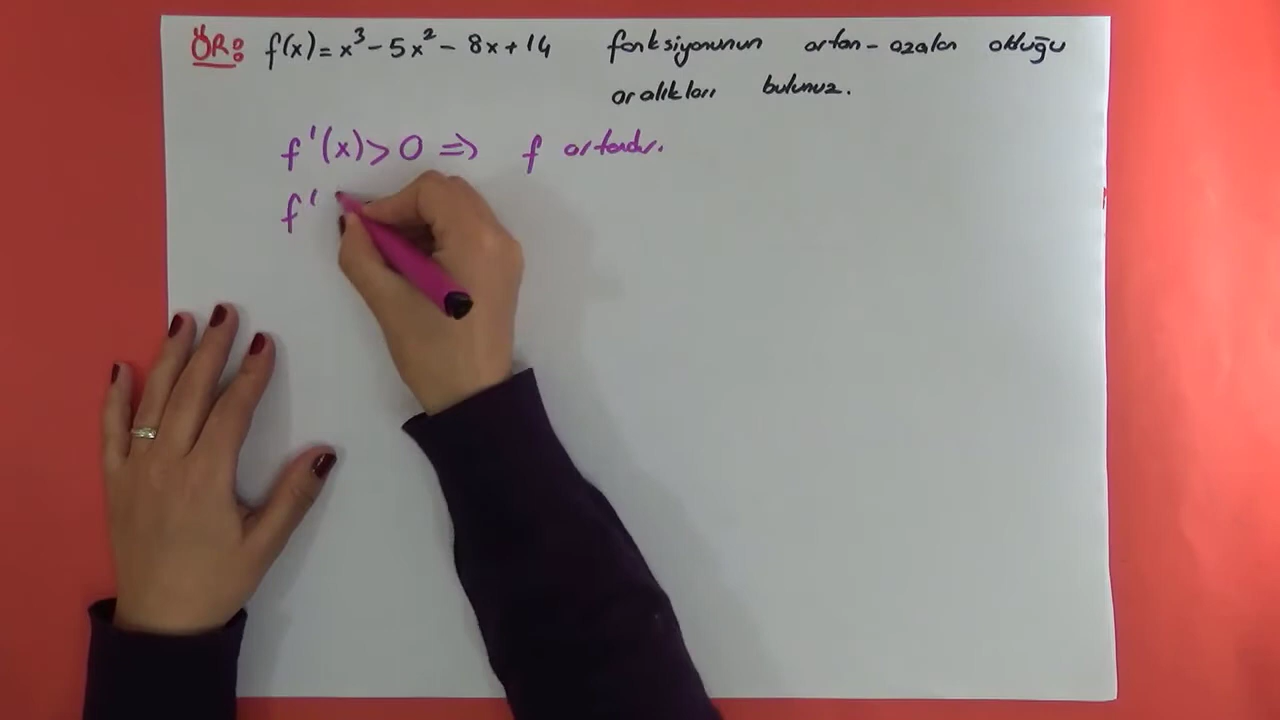 ÖR: f(x) = x³ - 5x² - 8x + 14 fonksiyonunun artan - azalan olduğu
aralıkları bulunuz.
f'(x) > 0 ⇒ f artandır.
f'